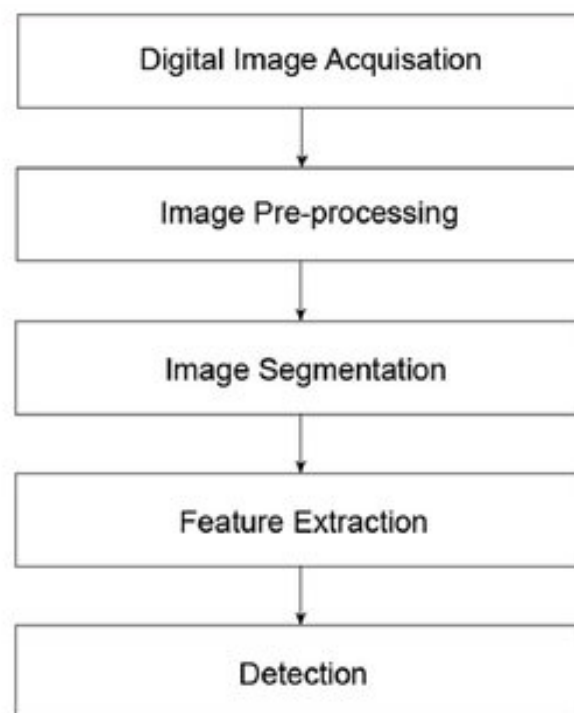 Digital Image Acquisation
Image Pre-processing
Image Segmentation
Feature Extraction
Detection